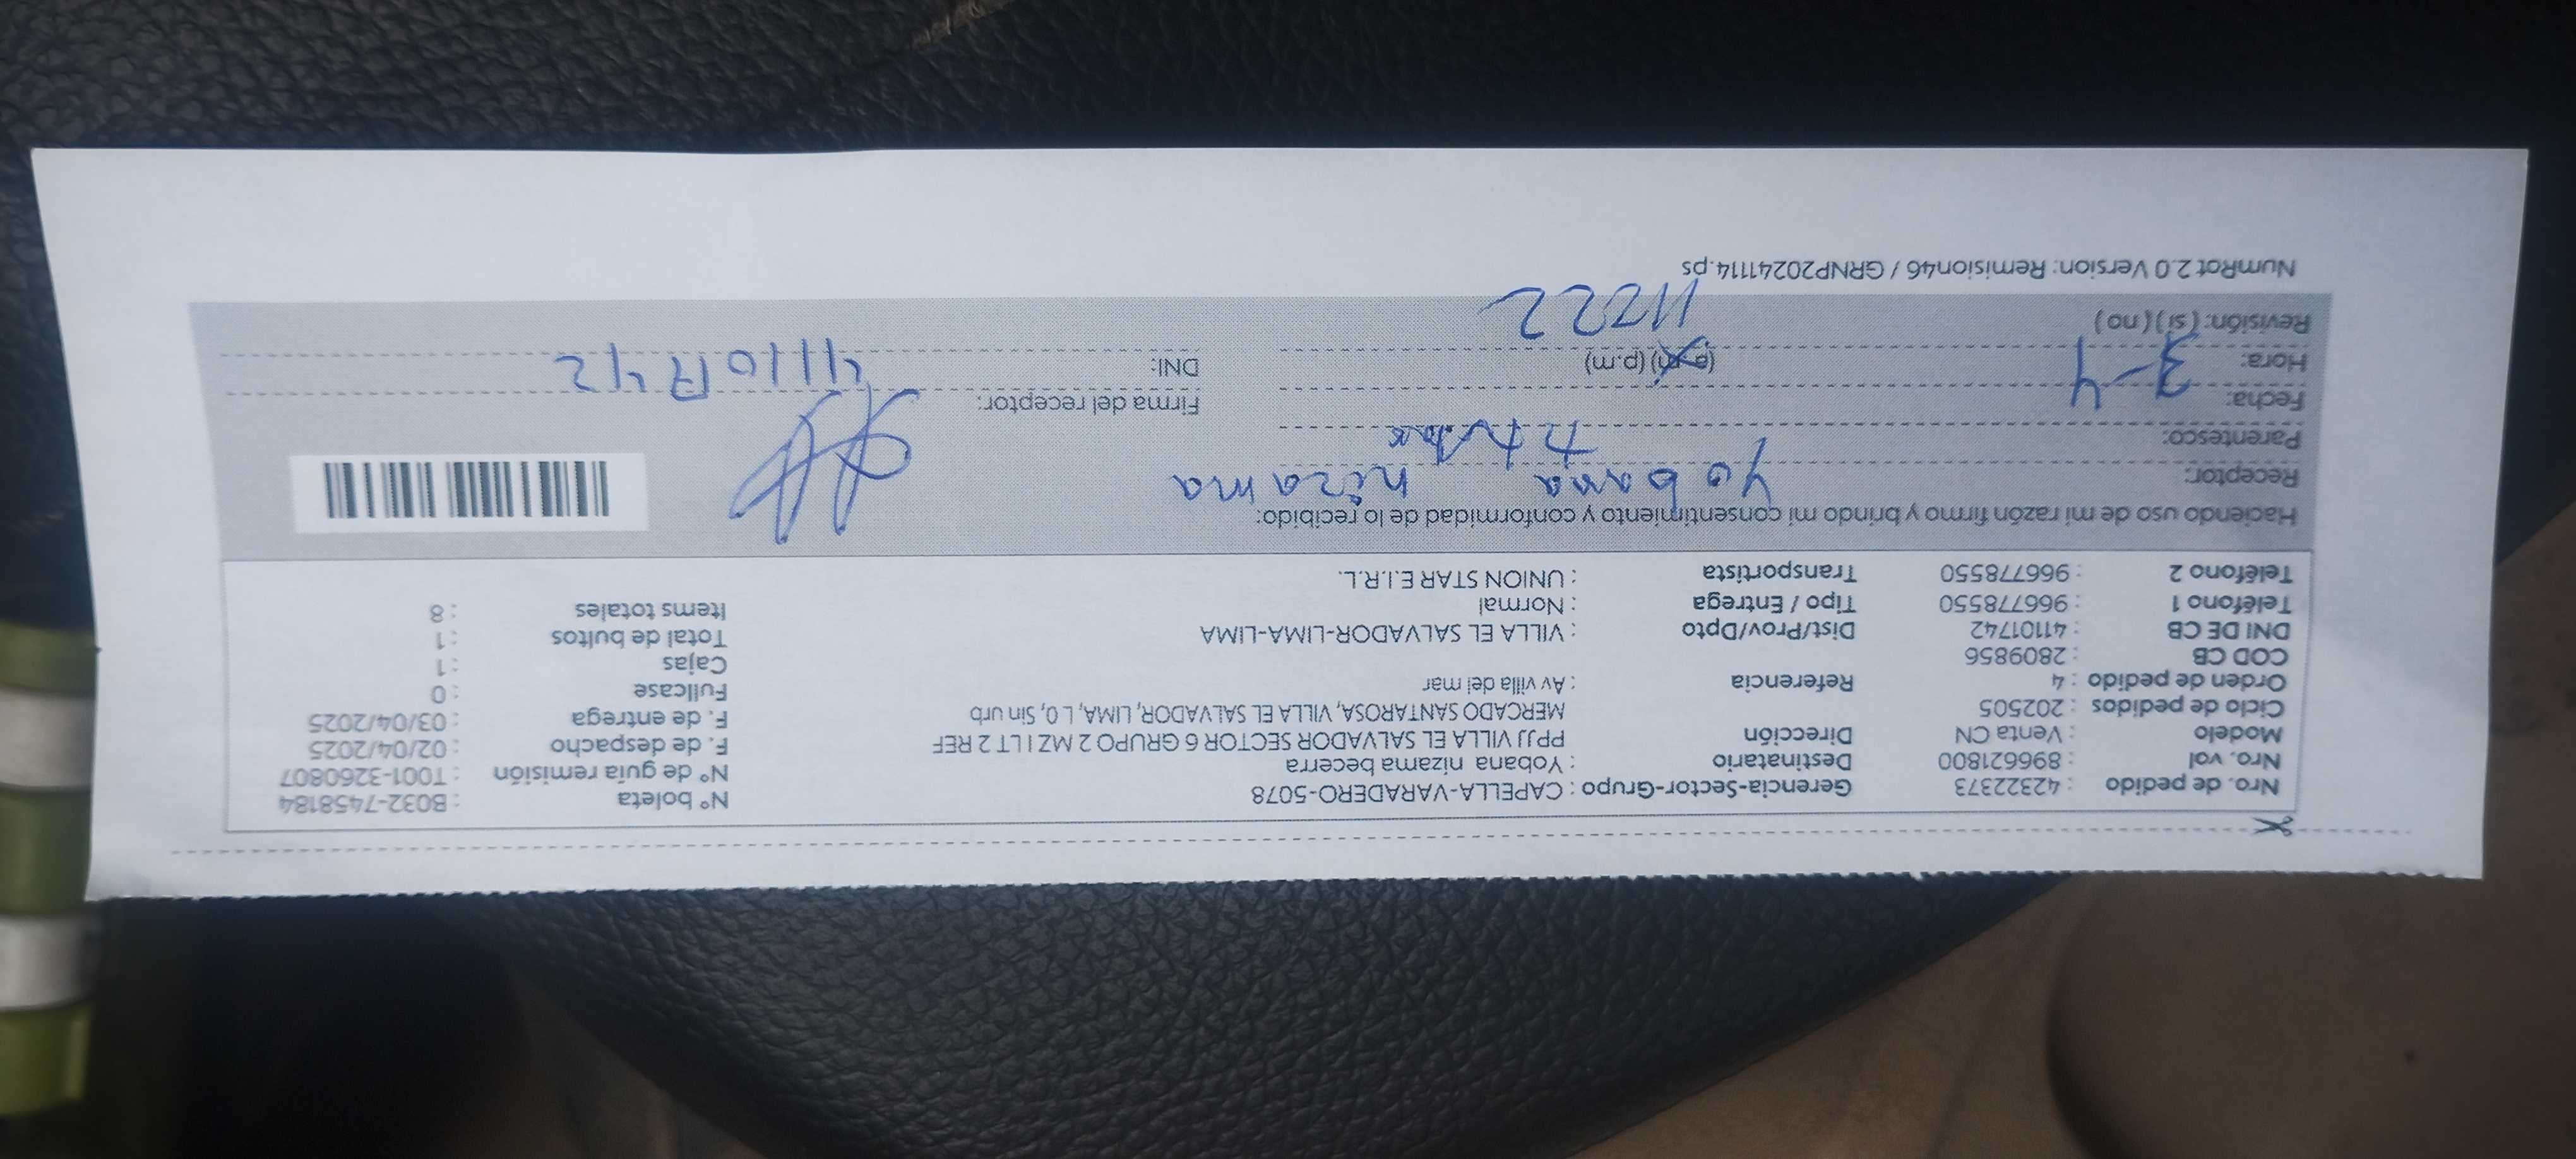 Nro. de pedido : 42322373 Gerencia-Sector-Grupo : CAPELLA-VARADERO-5078 N° boleta : B032-7458184
Nro. vol : 896621800 Destinatario : Yobana nizama becerra N° de guía remisión : T001-3260807
Modelo : Venta CN Dirección PPJJ VILLA EL SALVADOR SECTOR 6 GRUPO 2 MZ I LT 2 REF F. de despacho : 02/04/2025
Ciclo de pedidos : 202505 MERCADO SANTAROSA, VILLA EL SALVADOR, LIMA, L 0, Sin urb F. de entrega : 03/04/2025
Orden de pedido : 4 Referencia : Av villa del mar Fullcase : 0
COD CB : 2809856 Cajas : 1
DNI DE CB : 41101742 Dist/Prov/Dpto : VILLA EL SALVADOR-LIMA-LIMA Total de bultos : 1
Teléfono 1 : 966778550 Tipo / Entrega : Normal Items totales : 8
Teléfono 2 : 966778550 Transportista : UNION STAR E.I.R.L.
Haciendo uso de mi razón firmo y brindo mi consentimiento y conformidad de lo recibido:
Receptor: Yobana nizama
Parentesco: titular
Fecha: 3-4 Firma del receptor:
Hora: (a.m) (p.m) DNI: 41101742
Revisión: ( sí ) ( no ) 11:22
NumRot 2.0 Version: Remision46 / GRNP20241114.ps